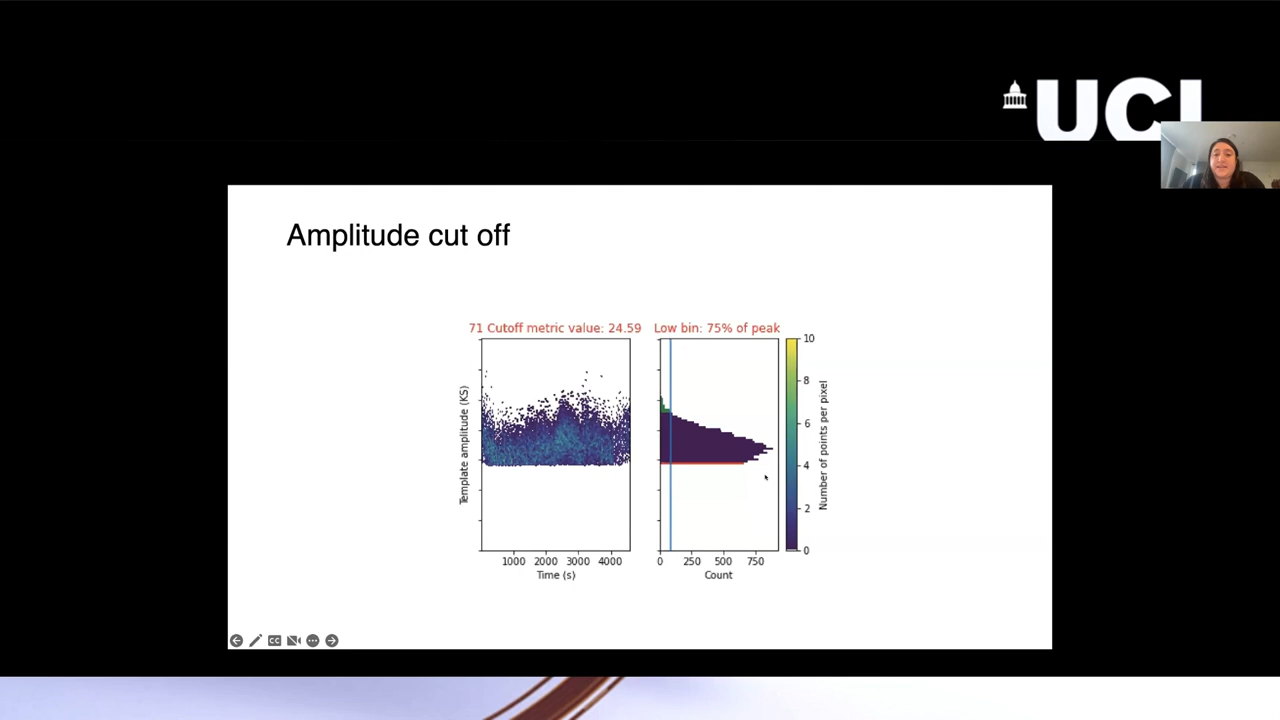 UCL
Amplitude cut off
71 Cutoff metric value: 24.59
Low bin: 75% of peak
Template amplitude (KS)
1000 2000 3000 4000
Time (s)
0 250 500 750
Count
10
8
6
4
2
0
Number of points per pixel
CC